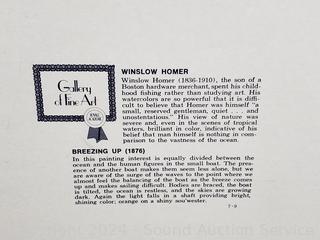 Gallery
of Fine Art
WINSLOW HOMER
Winslow Homer (1836-1910), the son of a
Boston hardware merchant, spent his child-
hood fishing rather than studying art. His
watercolors are so powerful that it is diffi-
cult to believe that Homer was himself "a
small, reserved gentleman, quiet . . . and
unostentatious." His view of nature was
severe and, even in the scenes of tropical
waters, brilliant in color, indicative of his
belief that man himself is nothing in com-
parison to the vastness of the ocean.
BREEZING UP (1876)
In this painting interest is equally divided between the
ocean and the human figures in the small boat. The pres-
ence of another boat makes them seem less alone, but we
are aware of the surge of the waves to the point where we
almost feel the balancing of the boat as the breeze comes
up and makes sailing difficult. Bodies are braced, the boat
is tilted, the ocean is restless, and the skies are growing
dark. Again the light falls in a shaft providing bright,
shining color; orange on a shiny sou'wester.
7-9
Sound Auction Service